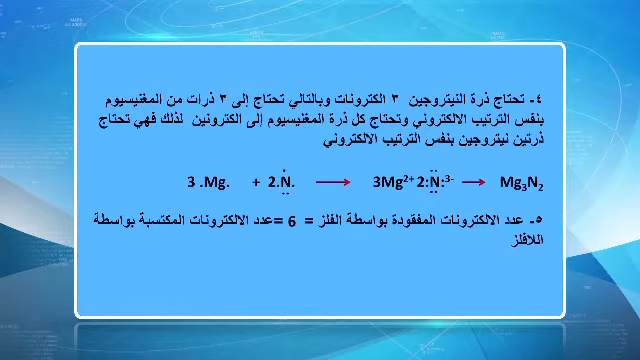 ٤- تحتاج ذرة النيتروجين ٣ الكترونات وبالتالي تحتاج إلى ٣ ذرات من المغنيسيوم
بنفس الترتيب الالكتروني وتحتاج كل ذرة المغنيسيوم إلى الكترونين لذلك فهي تحتاج
ذرتين نيتروجين بنفس الترتيب الالكتروني
3 .Mg. + 2.N. ⟶ 3Mg²⁺ 2:N:³⁻ ⟶ Mg₃N₂
٥- عدد الالكترونات المفقودة بواسطة الفلز = 6 =عدد الالكترونات المكتسبة بواسطة
اللافلز